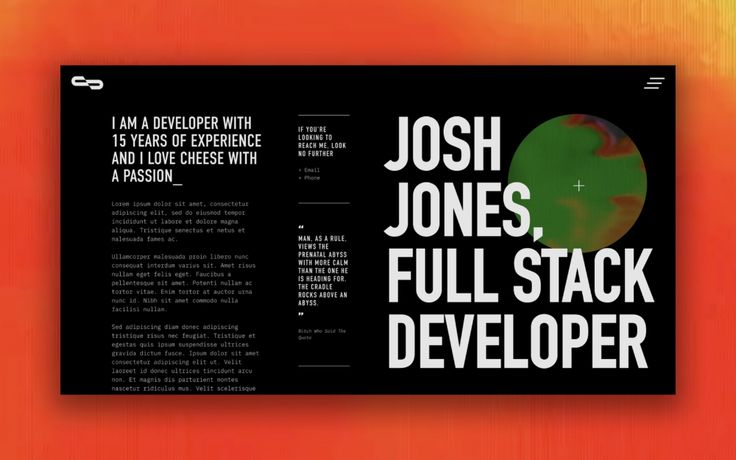 I AM A DEVELOPER WITH
15 YEARS OF EXPERIENCE
AND I LOVE CHEESE WITH
A PASSION_
Lorem ipsum dolor sit amet, consectetur
adipiscing elit, sed do eiusmod tempor
incididunt ut labore et dolore magna
aliqua. Tristique senectus et netus et
malesuada fames ac.
Ullamcorper malesuada proin libero nunc
consequat interdum varius sit. Amet risus
nullam eget felis eget. Faucibus a
pellentesque sit amet. Potenti nullam ac
tortor vitae. Enim tortor at auctor urna
nunc id. Nibh sit amet commodo nulla
facilisi nullam.
Sed adipiscing diam donec adipiscing
tristique risus nec feugiat. Tristique et
egestas quis ipsum suspendisse ultrices
gravida dictum fusce. Ipsum dolor sit amet
consectetur adipiscing elit ut. Velit
laoreet id donec ultrices tincidunt arcu
non. Et magnis dis parturient montes
nascetur ridiculus mus. Velit scelerisque
IF YOU'RE
LOOKING TO
REACH ME, LOOK
NO FURTHER
+ Email
+ Phone
“
MAN, AS A RULE,
VIEWS THE
PRENATAL ABYSS
WITH MORE CALM
THAN THE ONE HE
IS HEADING FOR.
THE CRADLE
ROCKS ABOVE AN
ABYSS.
”
Bitch Who Said The
Quote
JOSH
JONES,
FULL STACK
DEVELOPER